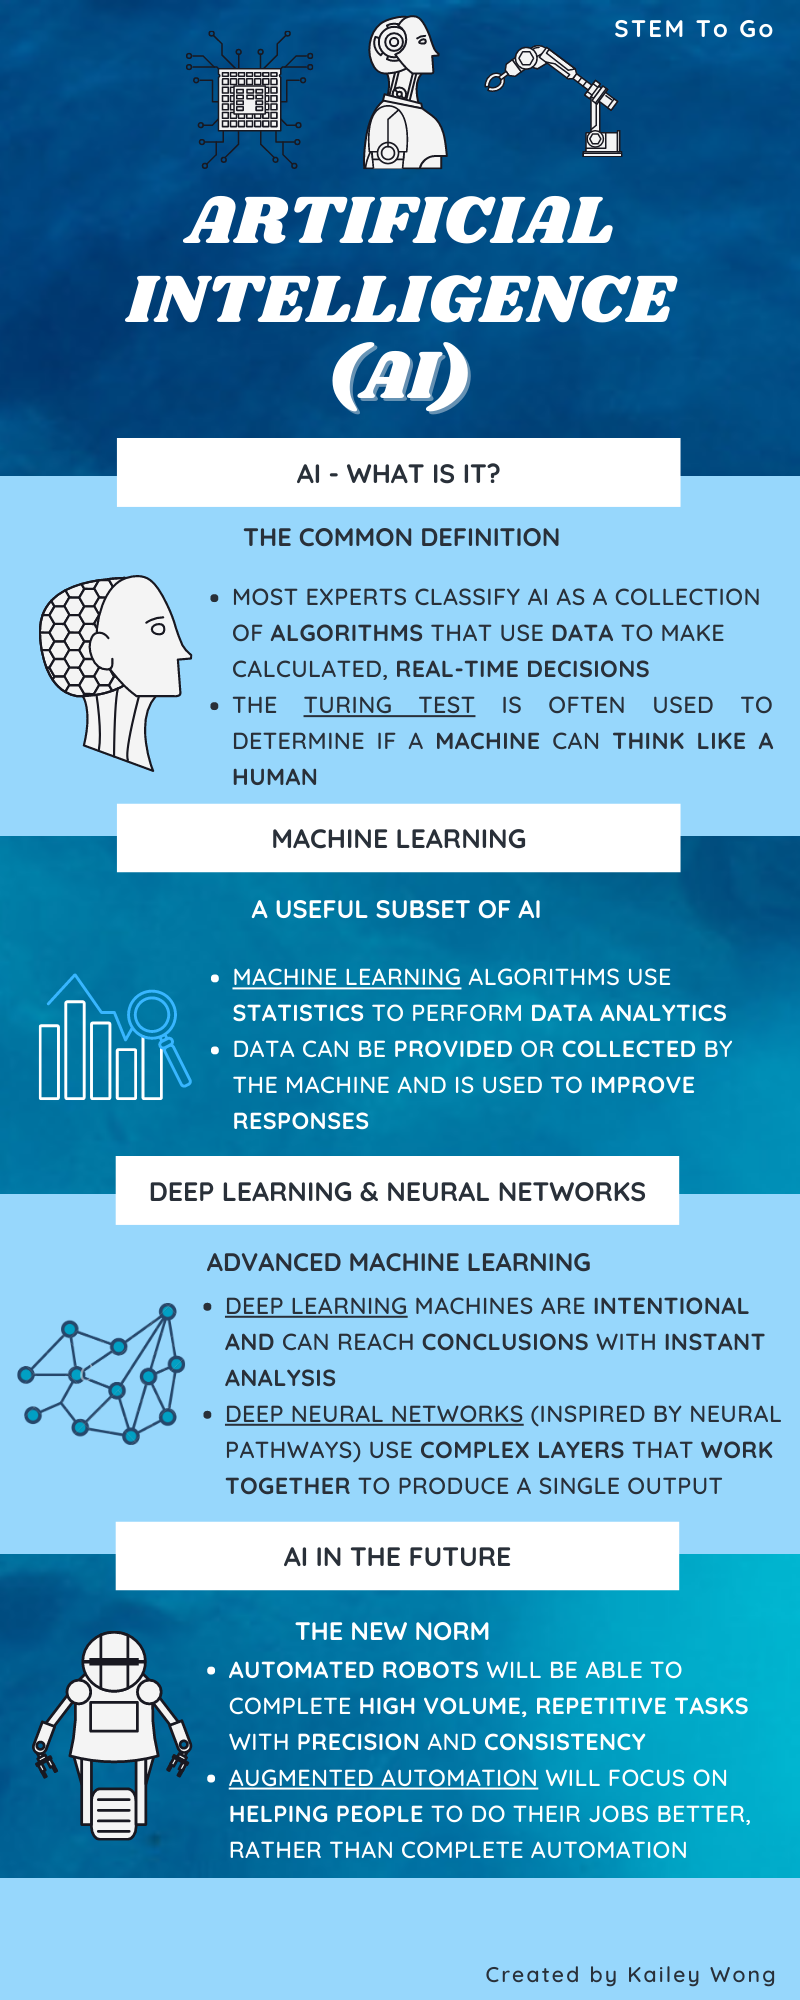 STEM To Go
ARTIFICIAL
INTELLIGENCE
(AI)
AI - WHAT IS IT?
THE COMMON DEFINITION
• MOST EXPERTS CLASSIFY AI AS A COLLECTION
OF ALGORITHMS THAT USE DATA TO MAKE
CALCULATED, REAL-TIME DECISIONS
• THE TURING TEST IS OFTEN USED TO
DETERMINE IF A MACHINE CAN THINK LIKE A
HUMAN
MACHINE LEARNING
A USEFUL SUBSET OF AI
• MACHINE LEARNING ALGORITHMS USE
STATISTICS TO PERFORM DATA ANALYTICS
• DATA CAN BE PROVIDED OR COLLECTED BY
THE MACHINE AND IS USED TO IMPROVE
RESPONSES
DEEP LEARNING & NEURAL NETWORKS
ADVANCED MACHINE LEARNING
• DEEP LEARNING MACHINES ARE INTENTIONAL
AND CAN REACH CONCLUSIONS WITH INSTANT
ANALYSIS
• DEEP NEURAL NETWORKS (INSPIRED BY NEURAL
PATHWAYS) USE COMPLEX LAYERS THAT WORK
TOGETHER TO PRODUCE A SINGLE OUTPUT
AI IN THE FUTURE
THE NEW NORM
• AUTOMATED ROBOTS WILL BE ABLE TO
COMPLETE HIGH VOLUME, REPETITIVE TASKS
WITH PRECISION AND CONSISTENCY
• AUGMENTED AUTOMATION WILL FOCUS ON
HELPING PEOPLE TO DO THEIR JOBS BETTER,
RATHER THAN COMPLETE AUTOMATION
Created by Kailey Wong